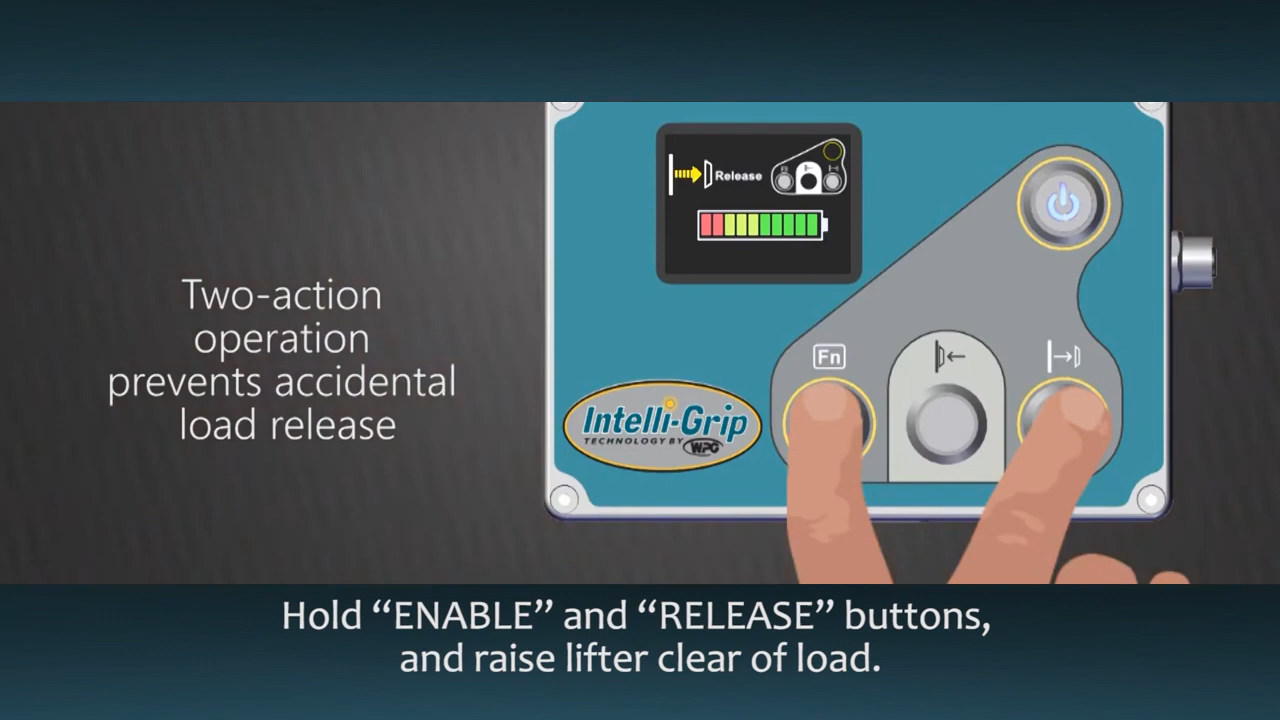 Release
Two-action
operation
prevents accidental
load release
Fn
Intelli-Grip
TECHNOLOGY BY WPG
Hold “ENABLE” and “RELEASE” buttons,
and raise lifter clear of load.